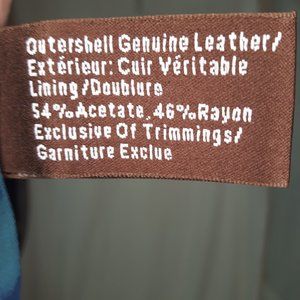 Outershell Genuine Leather/
Extérieur: Cuir Véritable
Lining/Doublure
54% Acetate, 46% Rayon
Exclusive Of Trimmings/
Garniture Exclue